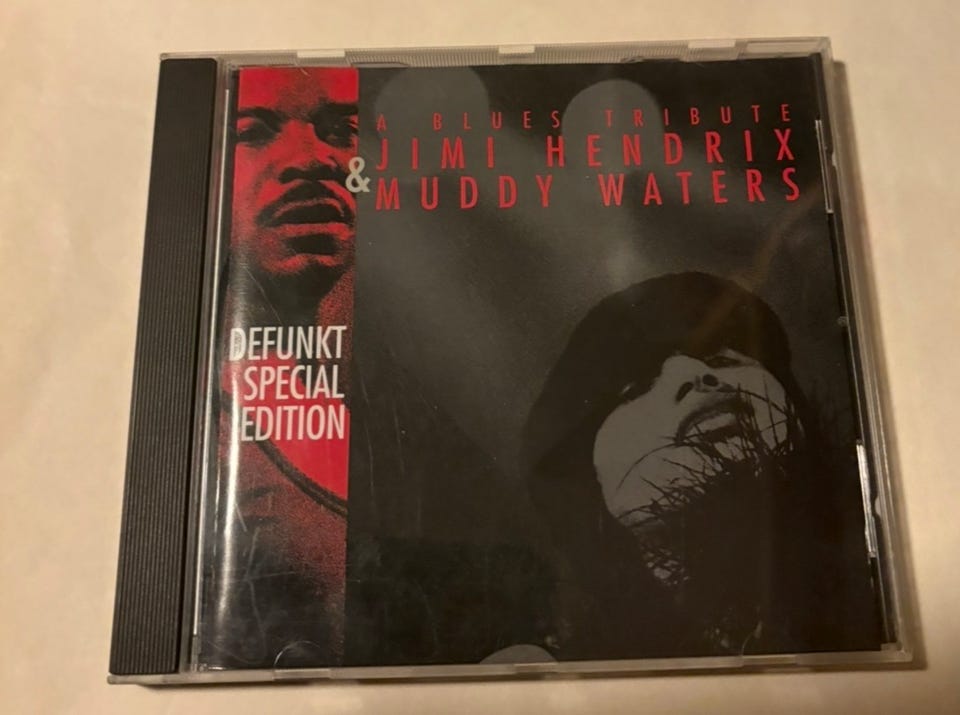 A BLUES TRIBUTE
JIMI HENDRIX
& MUDDY WATERS
DEFUNKT
SPECIAL
EDITION